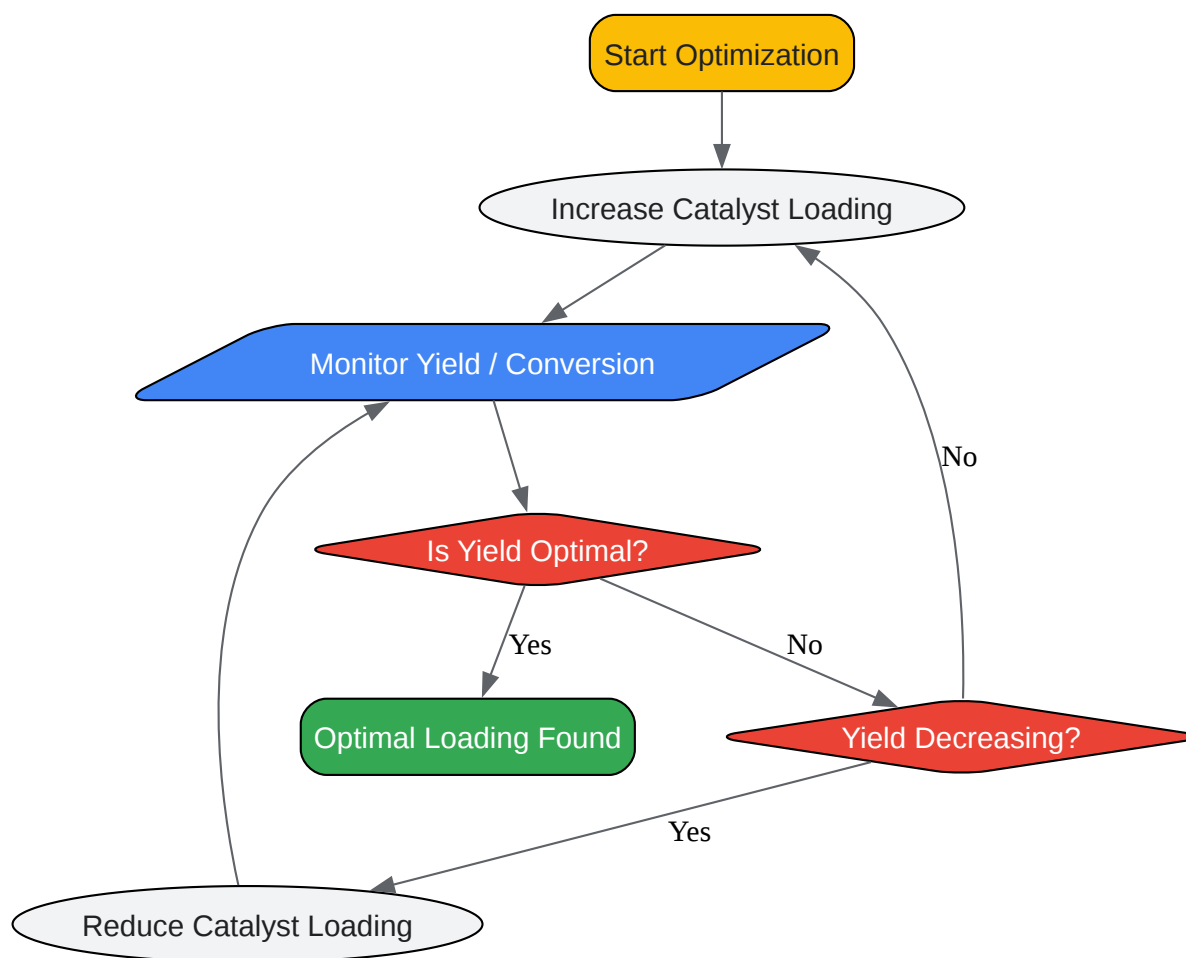 Start Optimization
Increase Catalyst Loading
Monitor Yield / Conversion
No
Is Yield Optimal?
Yes
No
Optimal Loading Found
Yield Decreasing?
Yes
Reduce Catalyst Loading